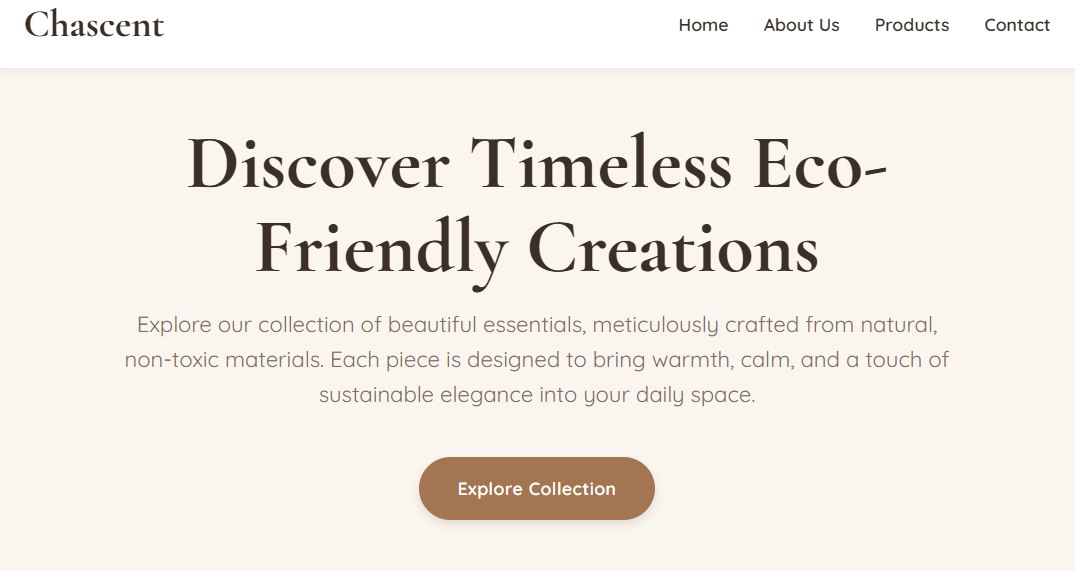 Chascent
Home About Us Products Contact
Discover Timeless Eco-
Friendly Creations
Explore our collection of beautiful essentials, meticulously crafted from natural,
non-toxic materials. Each piece is designed to bring warmth, calm, and a touch of
sustainable elegance into your daily space.
Explore Collection